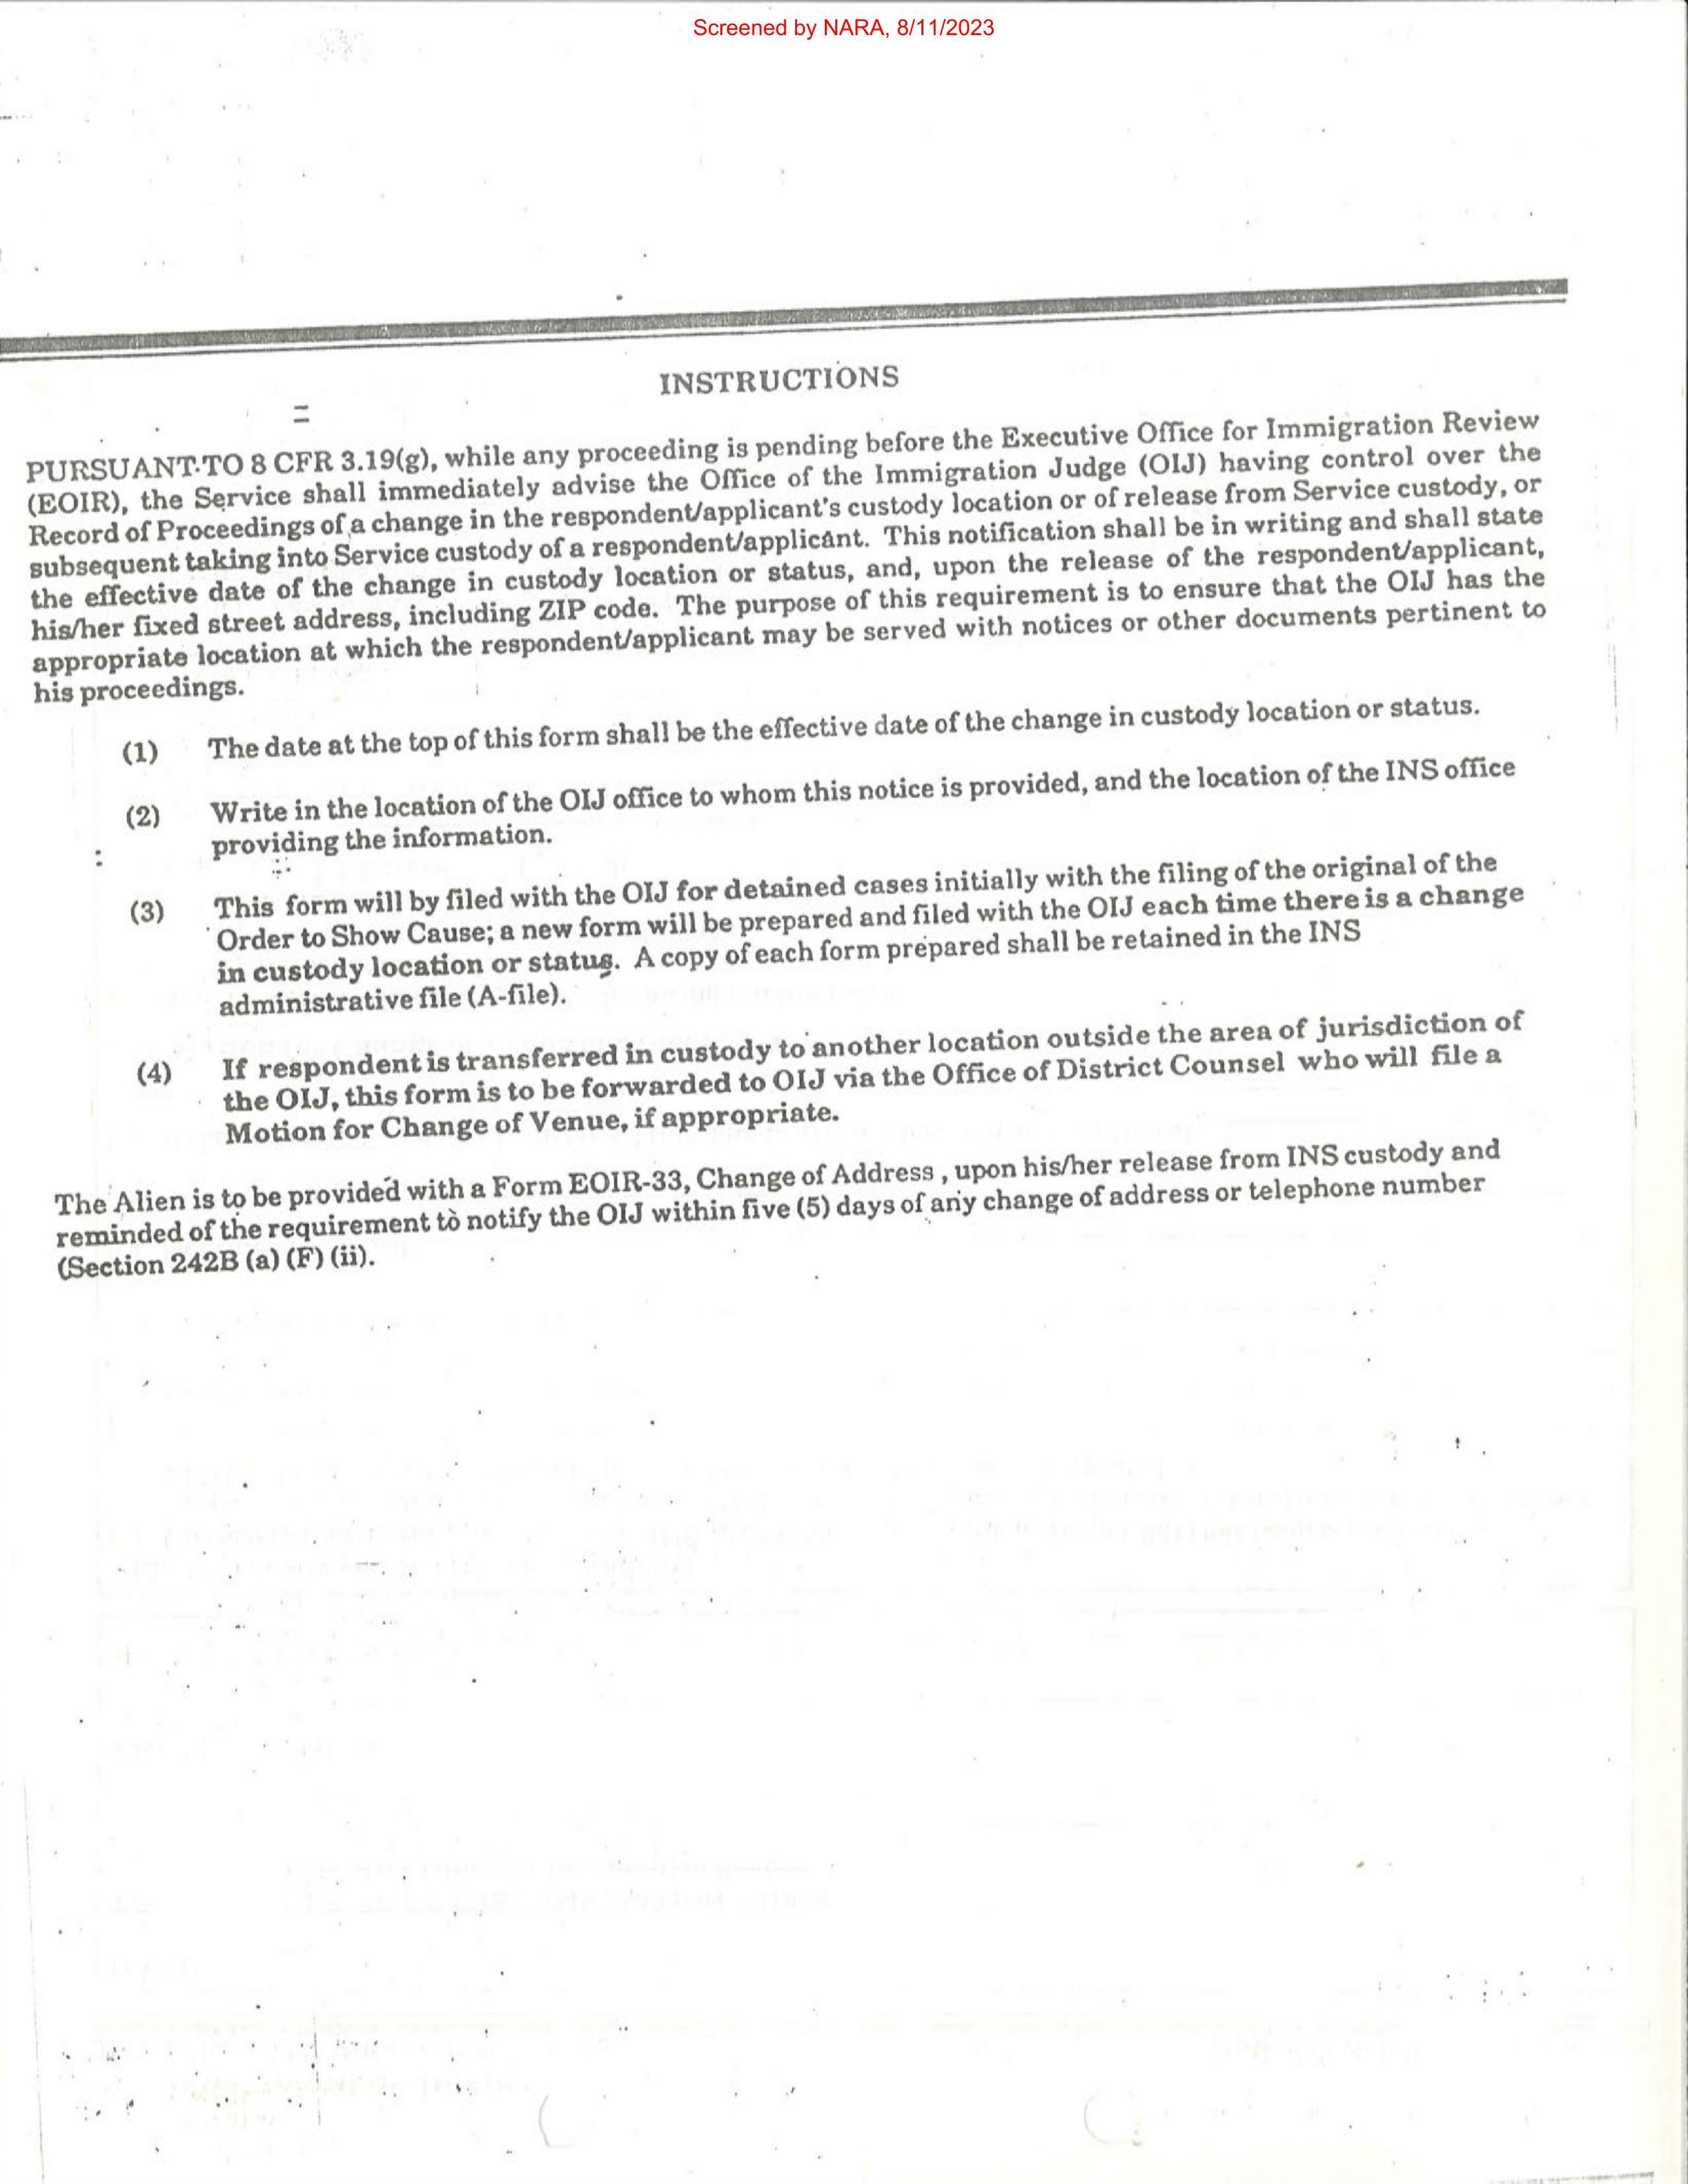 Screened by NARA, 8/11/2023
INSTRUCTIONS
PURSUANT TO 8 CFR 3.19(g), while any proceeding is pending before the Executive Office for Immigration Review
(EOIR), the Service shall immediately advise the Office of the Immigration Judge (OIJ) having control over the
Record of Proceedings of a change in the respondent/applicant's custody location or of release from Service custody, or
subsequent taking into Service custody of a respondent/applicant. This notification shall be in writing and shall state
the effective date of the change in custody location or status, and, upon the release of the respondent/applicant,
his/her fixed street address, including ZIP code. The purpose of this requirement is to ensure that the OIJ has the
appropriate location at which the respondent/applicant may be served with notices or other documents pertinent to
his proceedings.
(1) The date at the top of this form shall be the effective date of the change in custody location or status.
(2) Write in the location of the OIJ office to whom this notice is provided, and the location of the INS office
providing the information.
(3) This form will by filed with the OIJ for detained cases initially with the filing of the original of the
Order to Show Cause; a new form will be prepared and filed with the OIJ each time there is a change
in custody location or status. A copy of each form prepared shall be retained in the INS
administrative file (A-file).
(4) If respondent is transferred in custody to another location outside the area of jurisdiction of
the OIJ, this form is to be forwarded to OIJ via the Office of District Counsel who will file a
Motion for Change of Venue, if appropriate.
The Alien is to be provided with a Form EOIR-33, Change of Address , upon his/her release from INS custody and
reminded of the requirement to notify the OIJ within five (5) days of any change of address or telephone number
(Section 242B (a) (F) (ii).